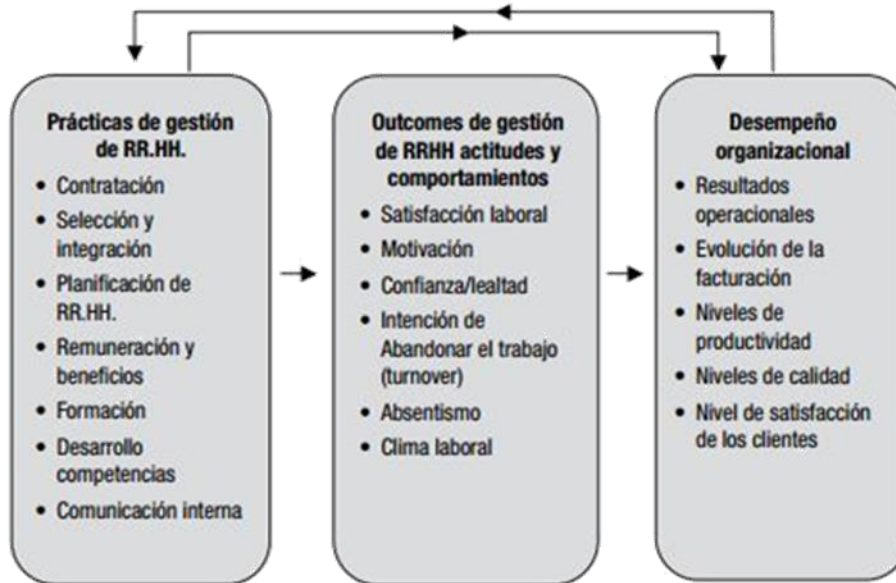 Prácticas de gestión
de RR.HH.
• Contratación
• Selección y
integración
• Planificación de
RR.HH.
• Remuneración y
beneficios
• Formación
• Desarrollo
competencias
• Comunicación interna
Outcomes de gestión
de RRHH actitudes y
comportamientos
• Satisfacción laboral
• Motivación
• Confianza/lealtad
• Intención de
Abandonar el trabajo
(turnover)
• Absentismo
• Clima laboral
Desempeño
organizacional
• Resultados
operacionales
• Evolución de la
facturación
• Niveles de
productividad
• Niveles de calidad
• Nivel de satisfacción
de los clientes